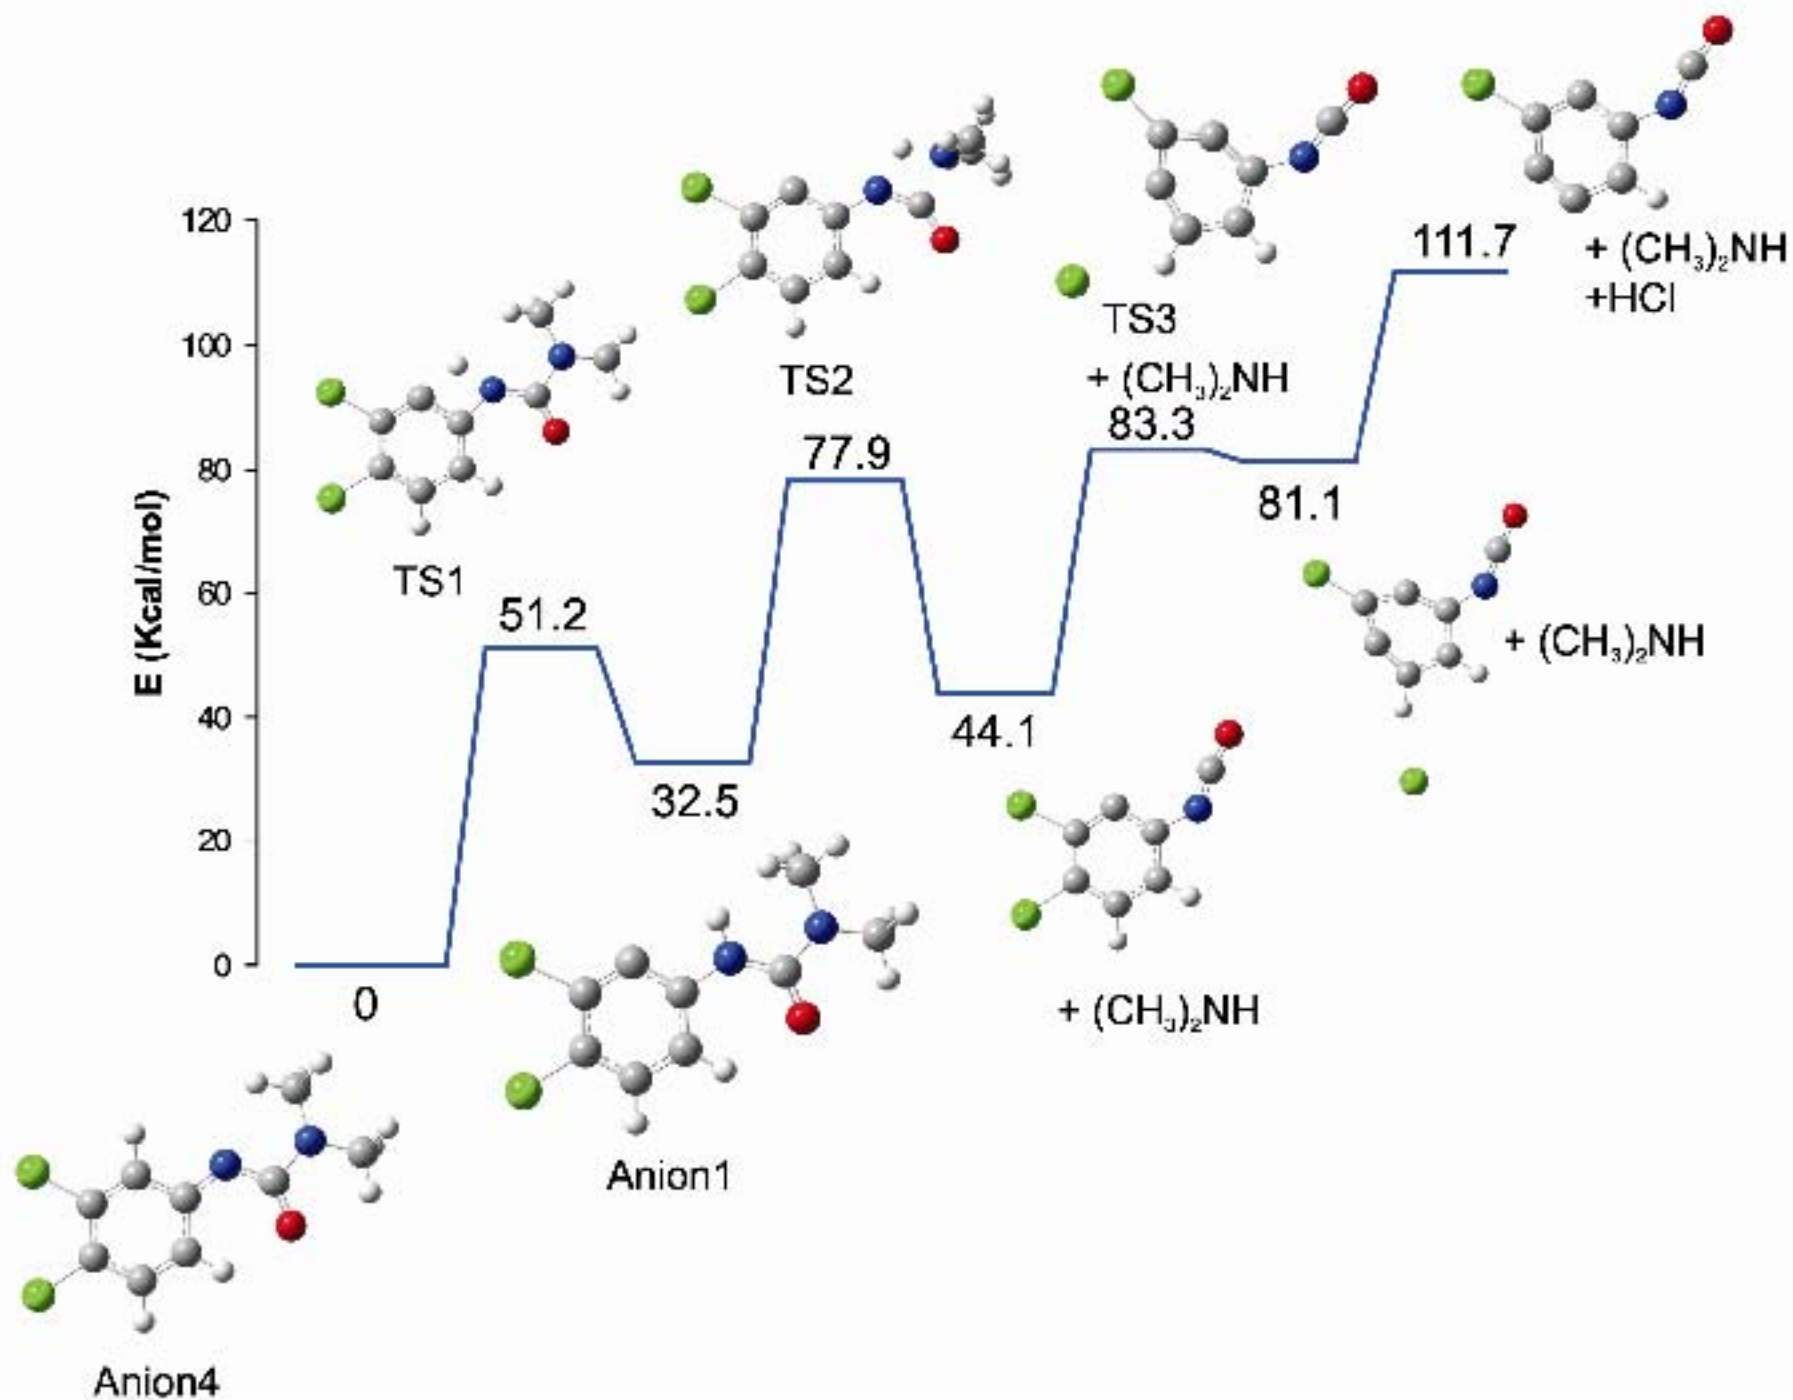 120
100
80
60
40
20
0
E (Kcal/mol)
0
Anion4
TS1
51.2
32.5
Anion1
TS2
77.9
44.1
+ (CH₃)₂NH
TS3
+ (CH₃)₂NH
83.3
81.1
+ (CH₃)₂NH
111.7
+ (CH₃)₂NH
+HCl